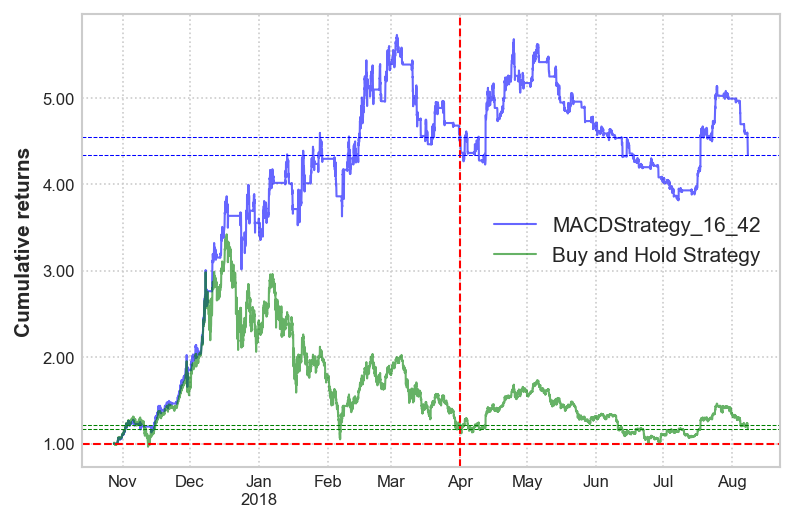 Cumulative returns
5.00
4.00
3.00
2.00
1.00
MACDStrategy_16_42
Buy and Hold Strategy
Nov Dec Jan Feb Mar Apr May Jun Jul Aug
2018